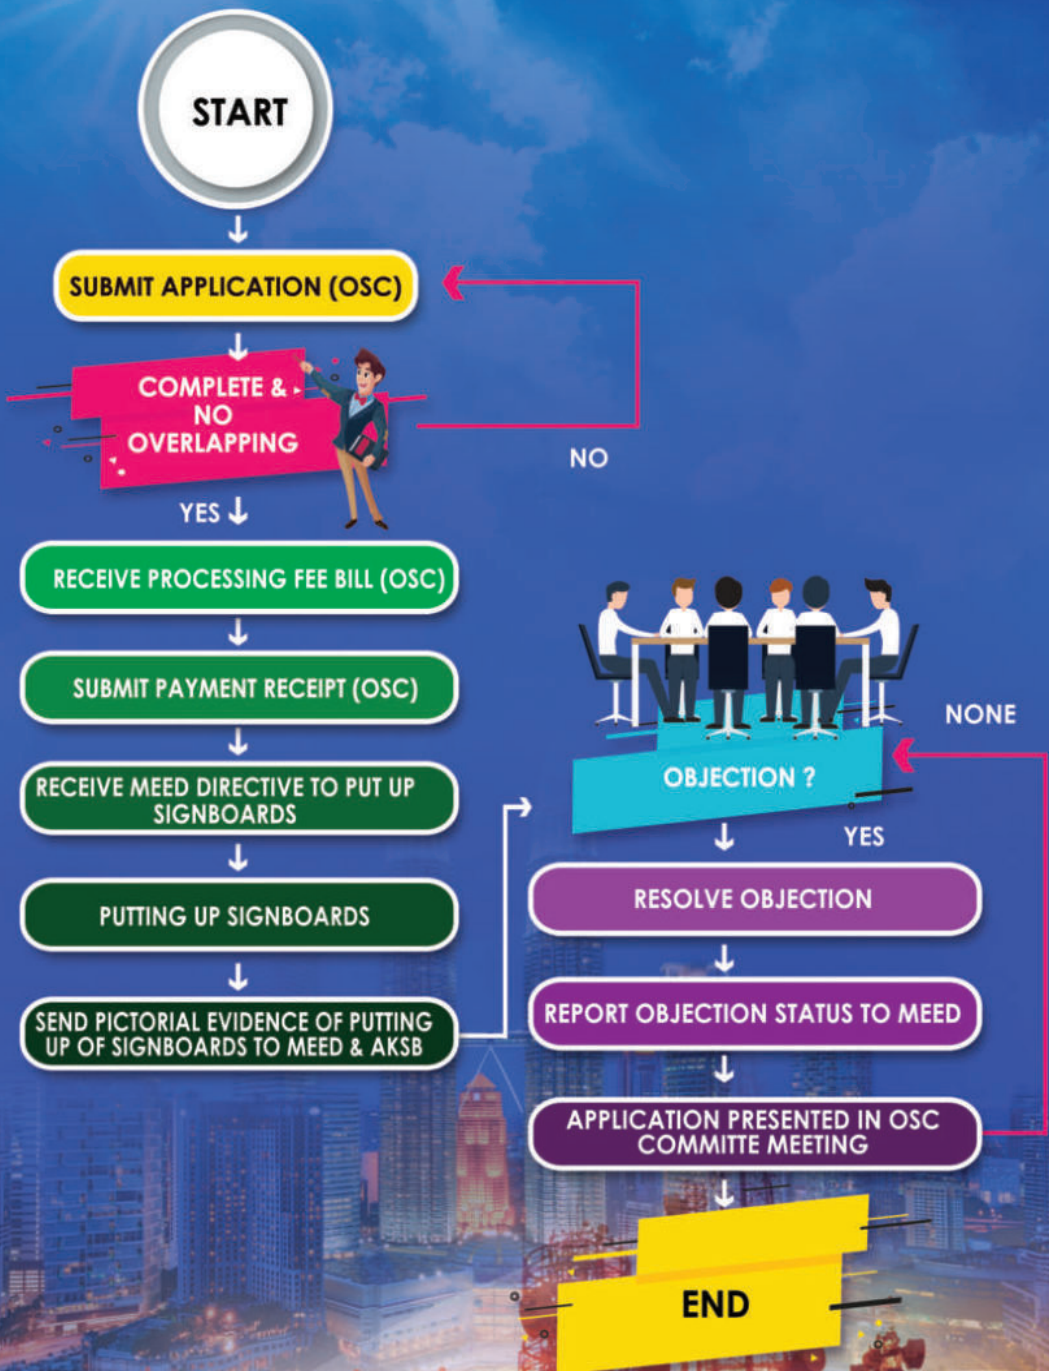 START
SUBMIT APPLICATION (OSC)
COMPLETE &
NO
OVERLAPPING
NO
YES
RECEIVE PROCESSING FEE BILL (OSC)
SUBMIT PAYMENT RECEIPT (OSC)
RECEIVE MEED DIRECTIVE TO PUT UP
SIGNBOARDS
PUTTING UP SIGNBOARDS
SEND PICTORIAL EVIDENCE OF PUTTING
UP OF SIGNBOARDS TO MEED & AKSB
NONE
OBJECTION ?
YES
RESOLVE OBJECTION
REPORT OBJECTION STATUS TO MEED
APPLICATION PRESENTED IN OSC
COMMITTE MEETING
END